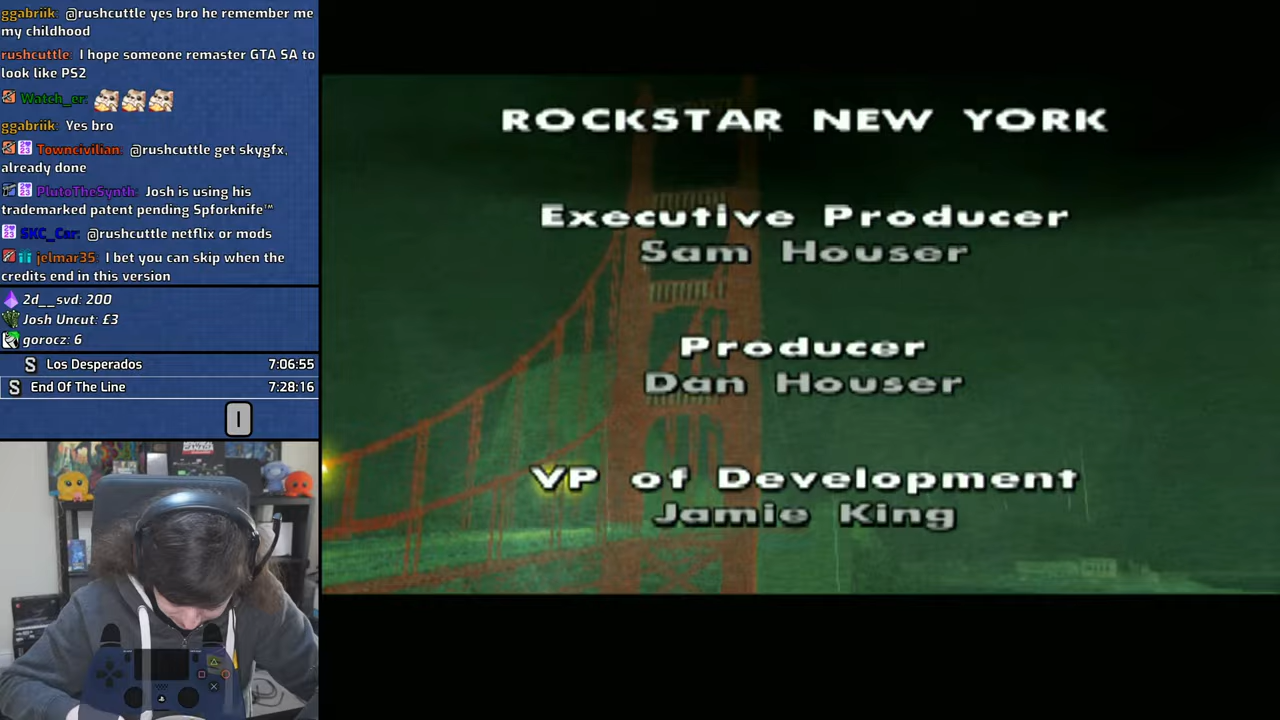 ggabriik: @rushcuttle yes bro he remember me
my childhood
rushcuttle: I hope someone remaster GTA SA to
look like PS2
Watch_er:
ggabriik: Yes bro
Towncivilian: @rushcuttle get skygfx,
already done
PlutoTheSynth: Josh is using his
trademarked patent pending Spforknife™
SKC_Car: @rushcuttle netflix or mods
jelmar35: I bet you can skip when the
credits end in this version
2d__svd: 200
Josh Uncut: £3
gorocz: 6
S Los Desperados 7:06:55
S End Of The Line 7:28:16
ROCKSTAR NEW YORK
Executive Producer
Sam Houser
Producer
Dan Houser
VP of Development
Jamie King